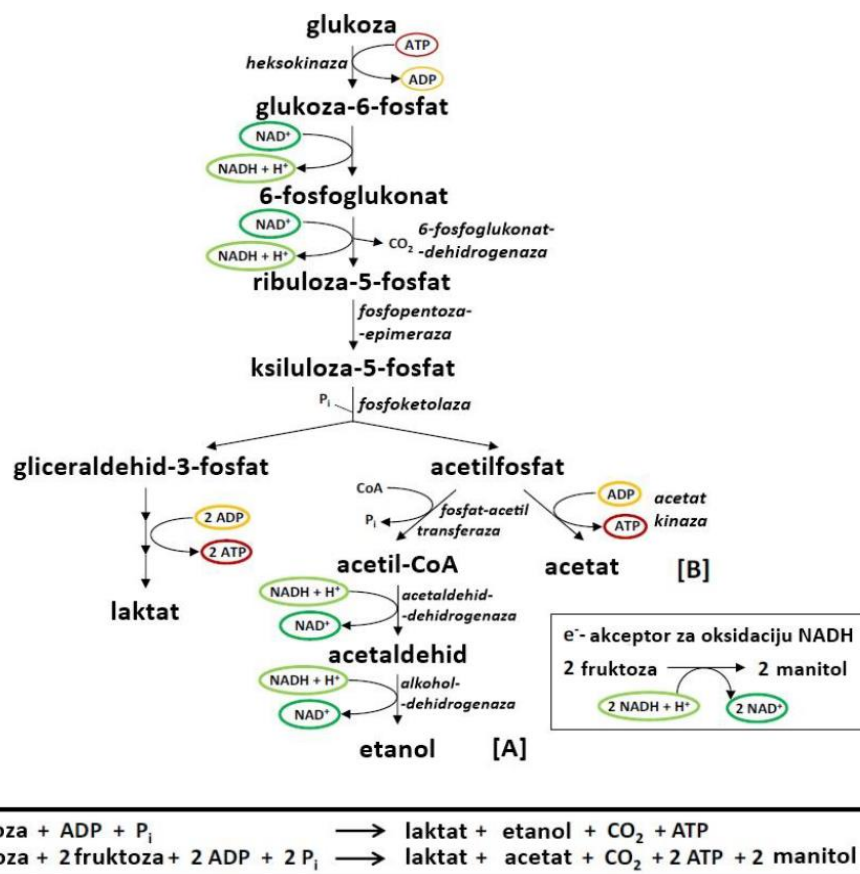 glukoza
heksokinaza
ATP
ADP
glukoza-6-fosfat
NAD⁺
NADH + H⁺
6-fosfoglukonat
NAD⁺
NADH + H⁺
CO₂
6-fosfoglukonat-
-dehidrogenaza
ribuloza-5-fosfat
fosfopentoza-
-epimeraza
ksiluloza-5-fosfat
Pᵢ
fosfoketolaza
gliceraldehid-3-fosfat
acetilfosfat
2 ADP
2 ATP
laktat
CoA
Pᵢ
fosfat-acetil
transferaza
ADP
ATP
acetat
kinaza
acetil-CoA
acetat
[B]
NADH + H⁺
NAD⁺
acetaldehid-
-dehidrogenaza
acetaldehid
NADH + H⁺
NAD⁺
alkohol-
-dehidrogenaza
etanol
[A]
e⁻- akceptor za oksidaciju NADH
2 fruktoza → 2 manitol
2 NADH + H⁺
2 NAD⁺
oza + ADP + Pᵢ → laktat + etanol + CO₂ + ATP
oza + 2 fruktoza + 2 ADP + 2 Pᵢ → laktat + acetat + CO₂ + 2 ATP + 2 manitol